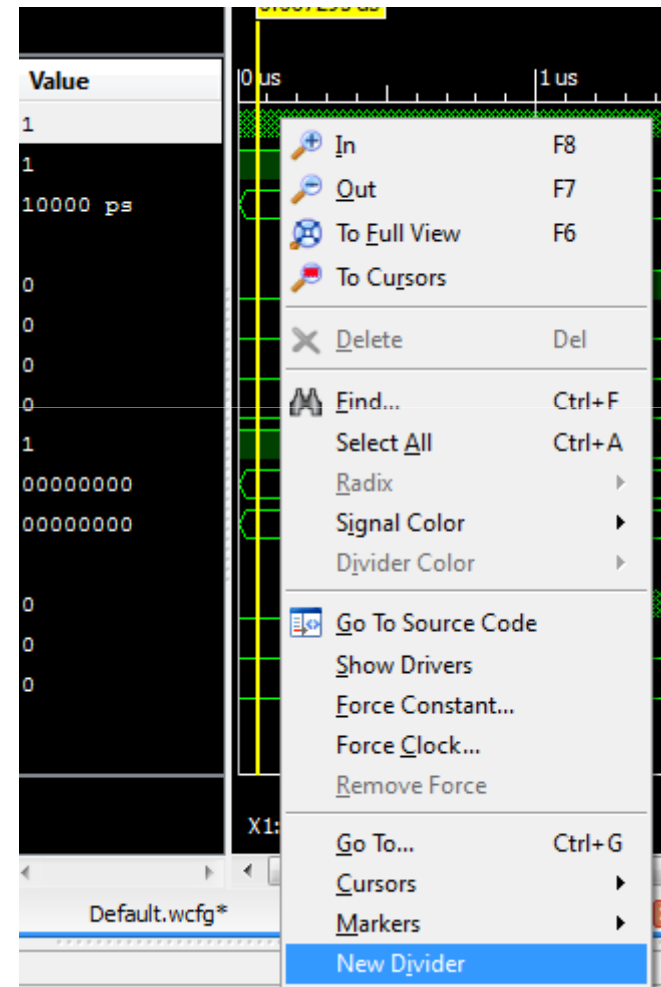 Value
0 us 1 us
1
1
10000 ps
0
0
0
0
1
00000000
00000000
0
0
0
In F8
Out F7
To Full View F6
To Cursors
Delete Del
Find... Ctrl+F
Select All Ctrl+A
Radix
Signal Color
Divider Color
Go To Source Code
Show Drivers
Force Constant...
Force Clock...
Remove Force
Go To... Ctrl+G
Cursors
Markers
New Divider
X1:
Default.wcfg*